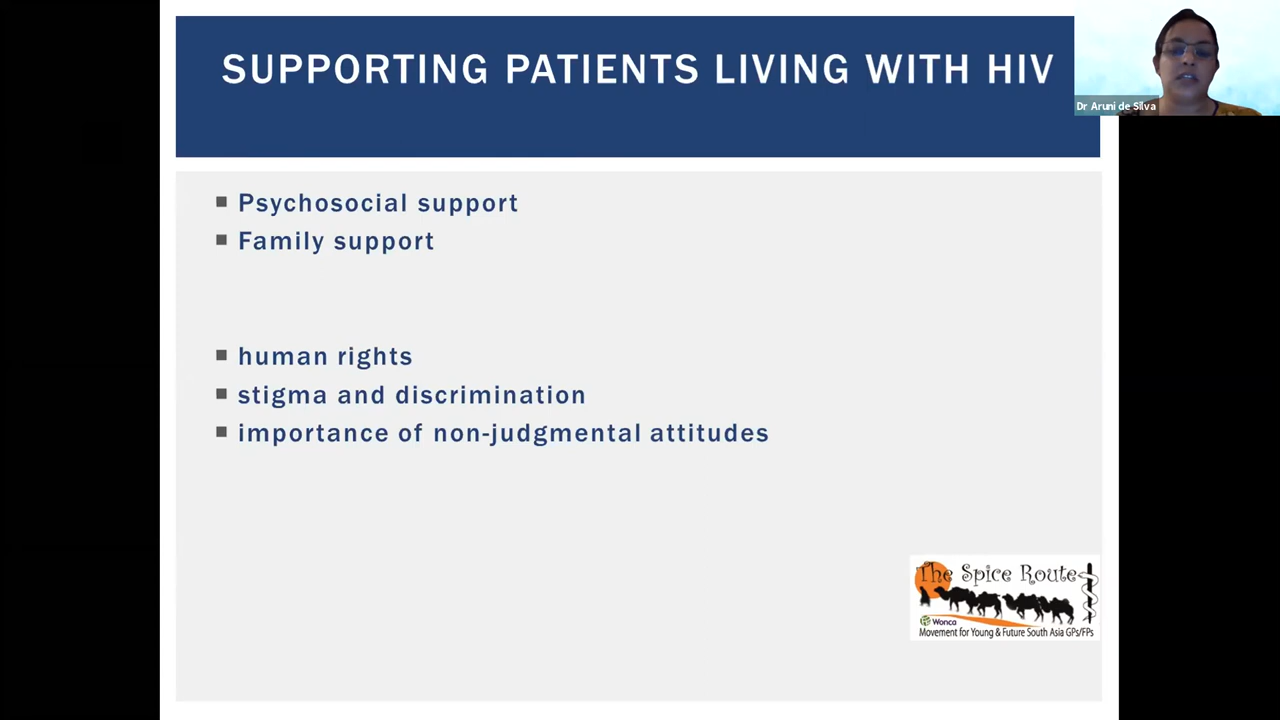 SUPPORTING PATIENTS LIVING WITH HIV
Dr Aruni de Silva
Psychosocial support
Family support
human rights
stigma and discrimination
importance of non-judgmental attitudes
The Spice Route
Wonca
Movement for Young & Future South Asia GPs/FPs